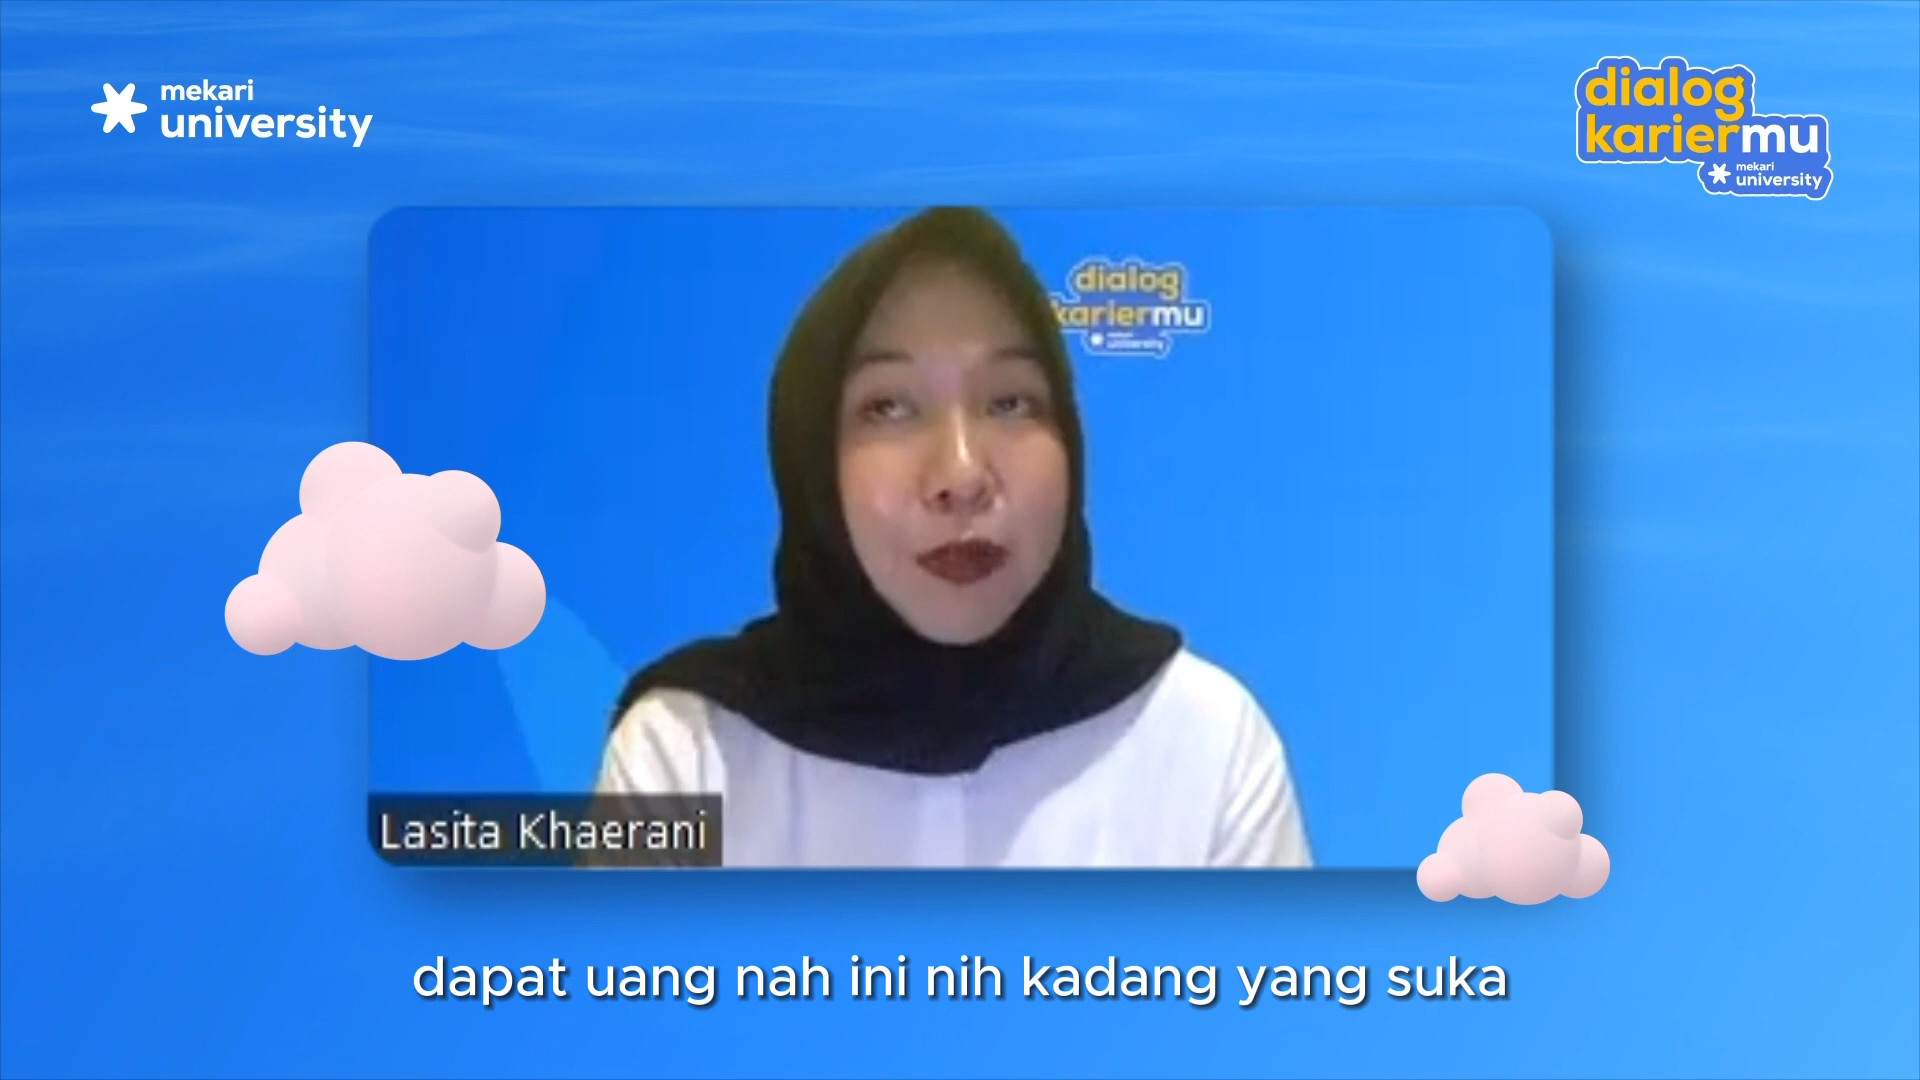 mekari
university
dialog
kariermu
mekari
university
dialog
kariermu
Lasita Khaerani
dapat uang nah ini nih kadang yang suka